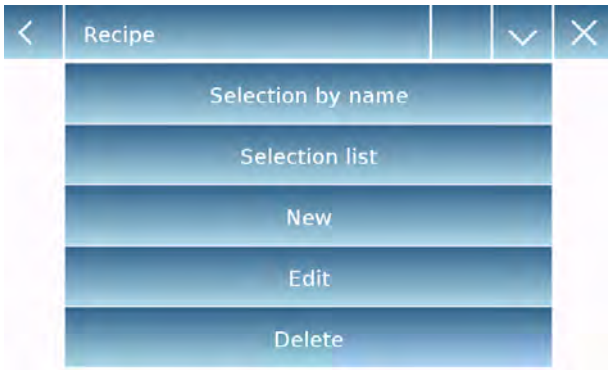 Recipe
Selection by name
Selection list
New
Edit
Delete